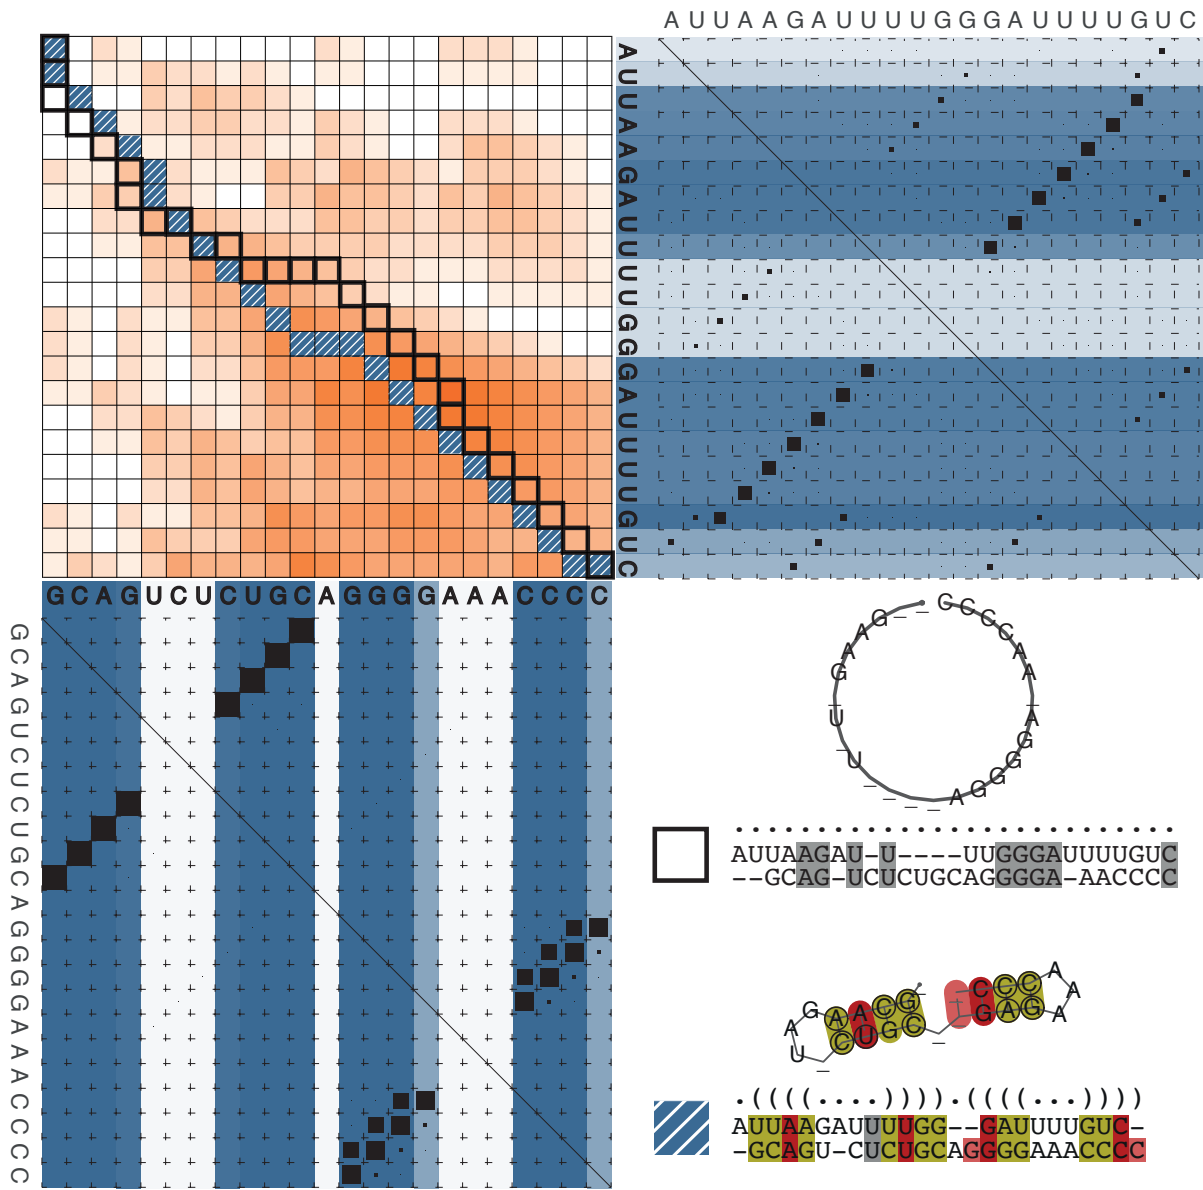 A U U A A G A U U U U G G G A U U U U G U C
A U U A A G A U U U U G G G A U U U U G U C
G C A G U C U C U G C A G G G G A A A C C C C
G C A G U C U C U G C A G G G G A A A C C C C
_ _ G A A G U _ U _ _ _ A G G G G A _ A A C C C C
. . . . . . . . . . . . . . . . . . . . . . . . . . .
AUUAAGAU-U----UUGGGAUUUUGUC
--GCAG-UCUCUGCAGGGGA-AACCCC
_ G C A A G A U _ C U G C _ _ G A G A A A C C C _
.((((....)))).((((...))))
AUUAAGAUUUUGG--GAUUUUGUC-
-GCAGU-CUCUGCAGGGGAAACCCC